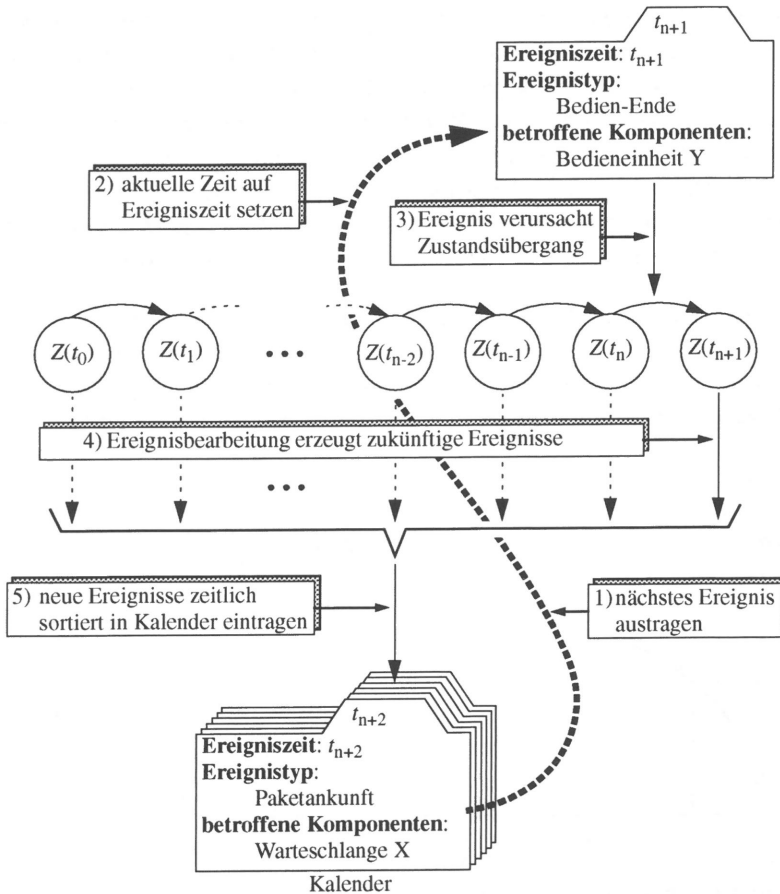 t_{n+1}
Ereigniszeit: t_{n+1}
Ereignistyp:
Bedien-Ende
betroffene Komponenten:
Bedieneinheit Y
2) aktuelle Zeit auf
Ereigniszeit setzen
3) Ereignis verursacht
Zustandsübergang
Z(t_0) Z(t_1) ... Z(t_{n-2}) Z(t_{n-1}) Z(t_n) Z(t_{n+1})
4) Ereignisbearbeitung erzeugt zukünftige Ereignisse
...
5) neue Ereignisse zeitlich
sortiert in Kalender eintragen
1) nächstes Ereignis
austragen
t_{n+2}
Ereigniszeit: t_{n+2}
Ereignistyp:
Paketankunft
betroffene Komponenten:
Warteschlange X
Kalender